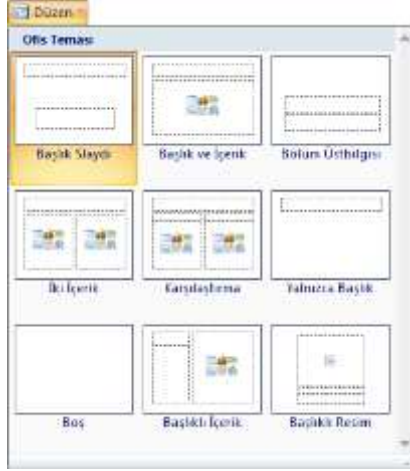 Düzen
Ofis Teması
Başlık Slaydı
Başlık ve İçerik
Bölüm Üstbilgisi
İki İçerik
Karşılaştırma
Yalnızca Başlık
Boş
Başlıklı İçerik
Başlıklı Resim